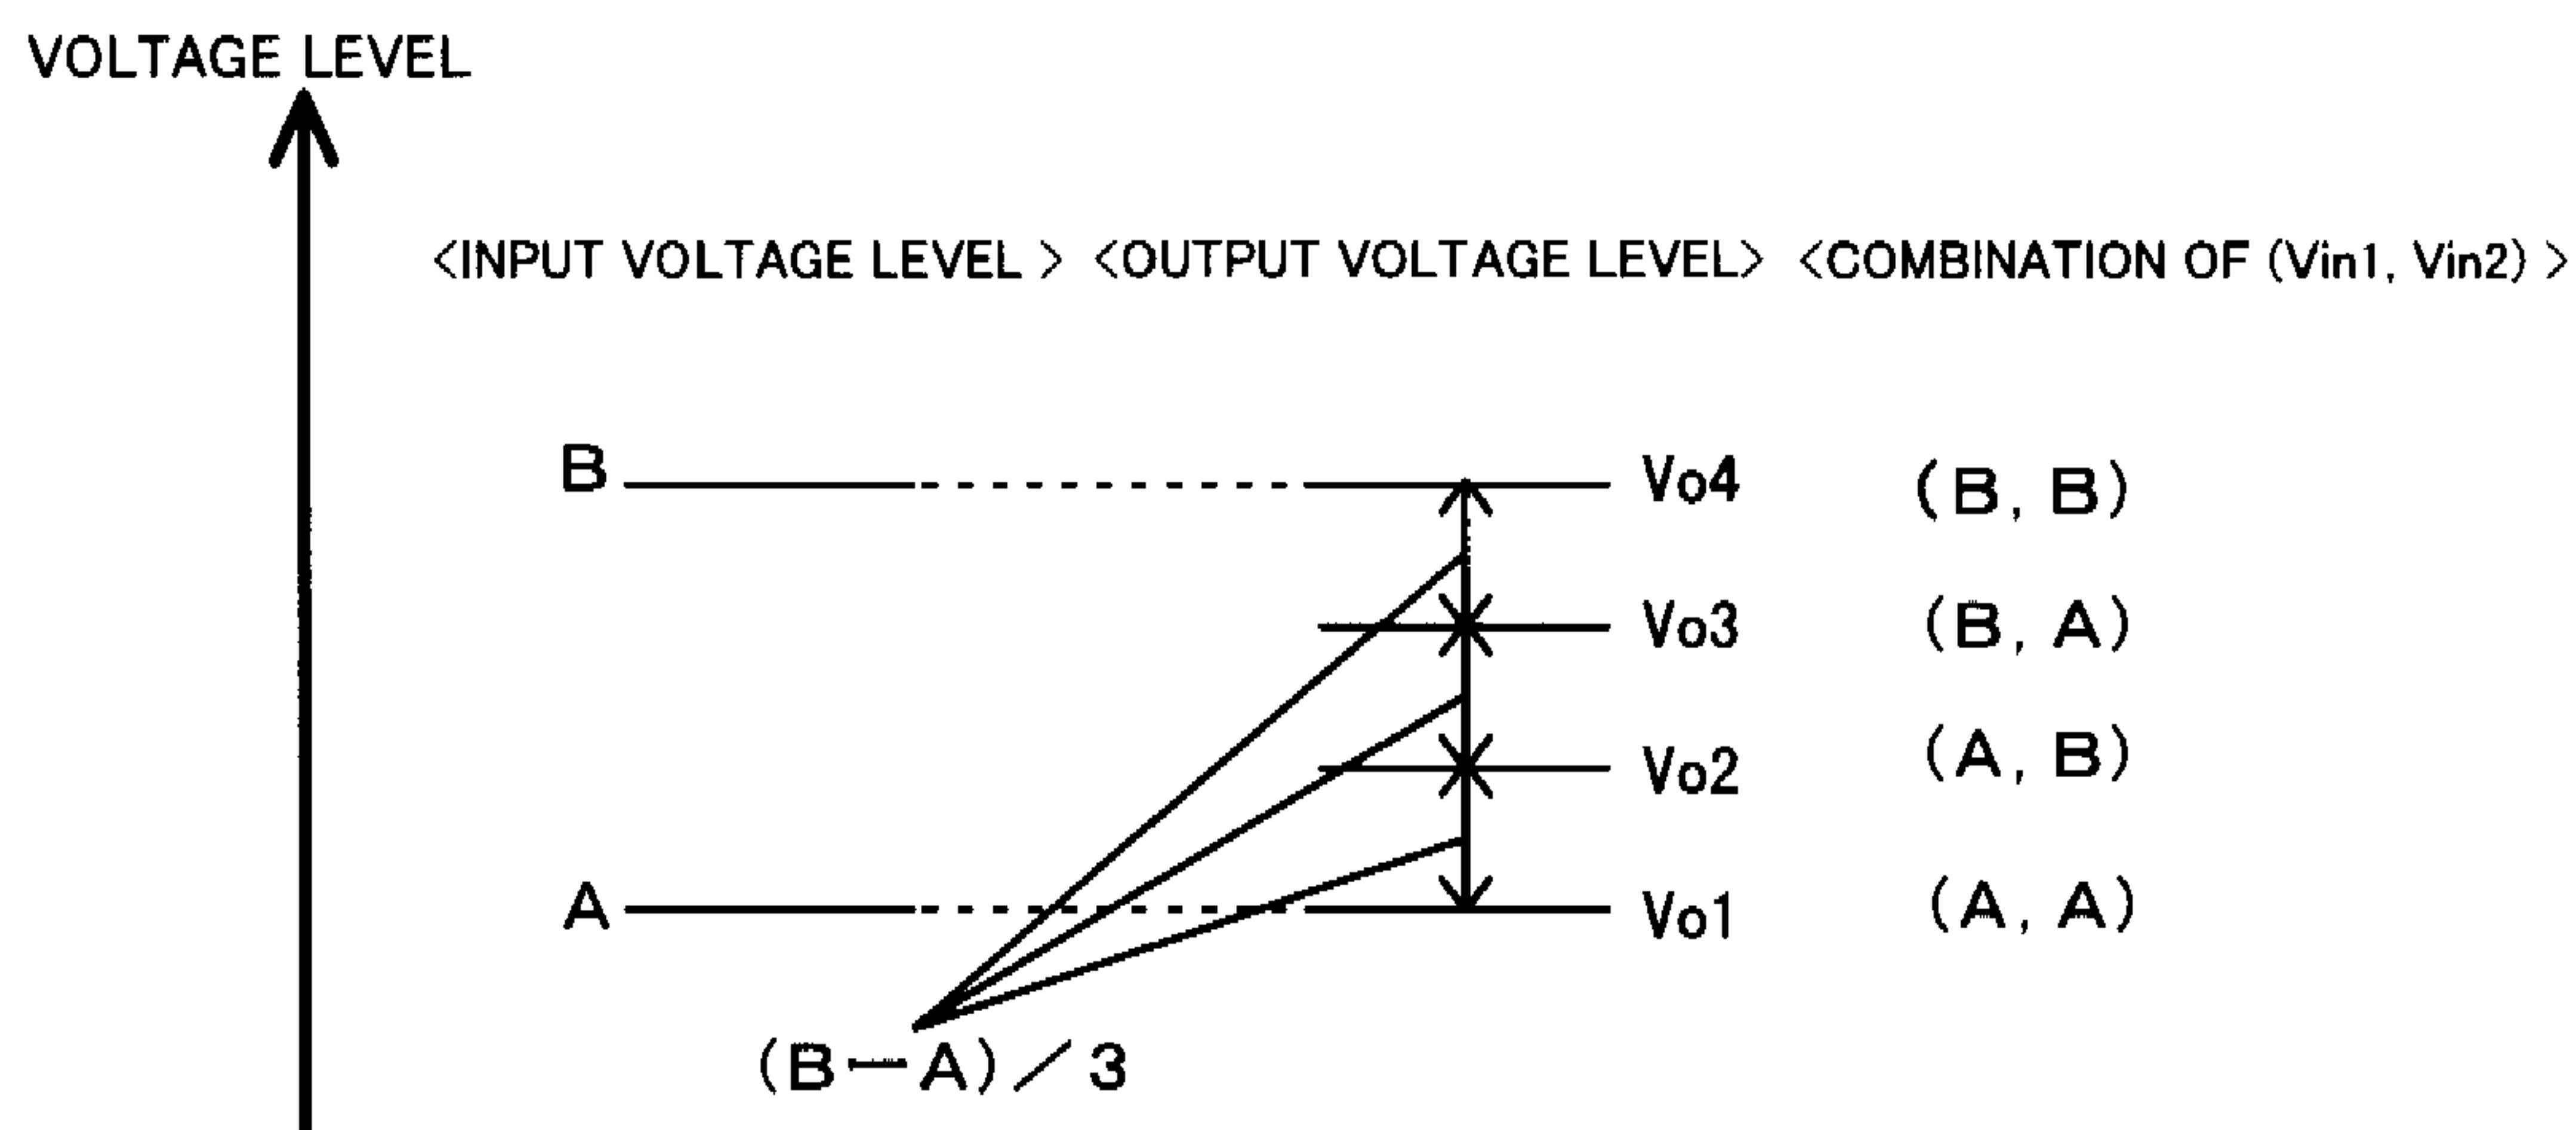 VOLTAGE LEVEL
<INPUT VOLTAGE LEVEL > <OUTPUT VOLTAGE LEVEL> <COMBINATION OF (Vin1, Vin2) >
B Vo4 (B, B)
Vo3 (B, A)
Vo2 (A, B)
A Vo1 (A, A)
(B−A)/3